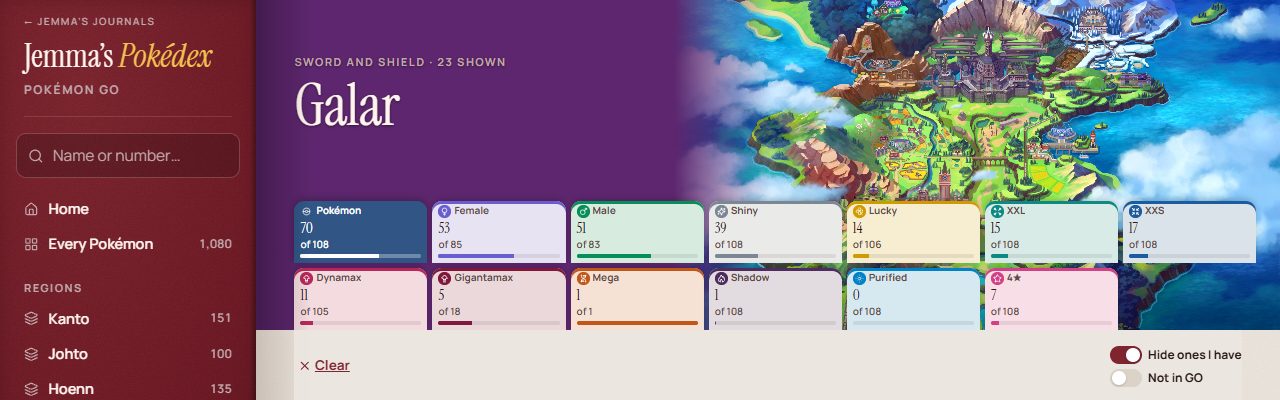 ← JEMMA'S JOURNALS
Jemma's Pokédex
POKÉMON GO
Name or number...
Home
Every Pokémon 1,080
REGIONS
Kanto 151
Johto 100
Hoenn 135
SWORD AND SHIELD · 23 SHOWN
Galar
Pokémon
70
of 108
Female
53
of 85
Male
51
of 83
Shiny
39
of 108
Lucky
14
of 106
XXL
15
of 108
XXS
17
of 108
Dynamax
11
of 105
Gigantamax
5
of 18
Mega
1
of 1
Shadow
1
of 108
Purified
0
of 108
4★
7
of 108
× Clear
Hide ones I have
Not in GO